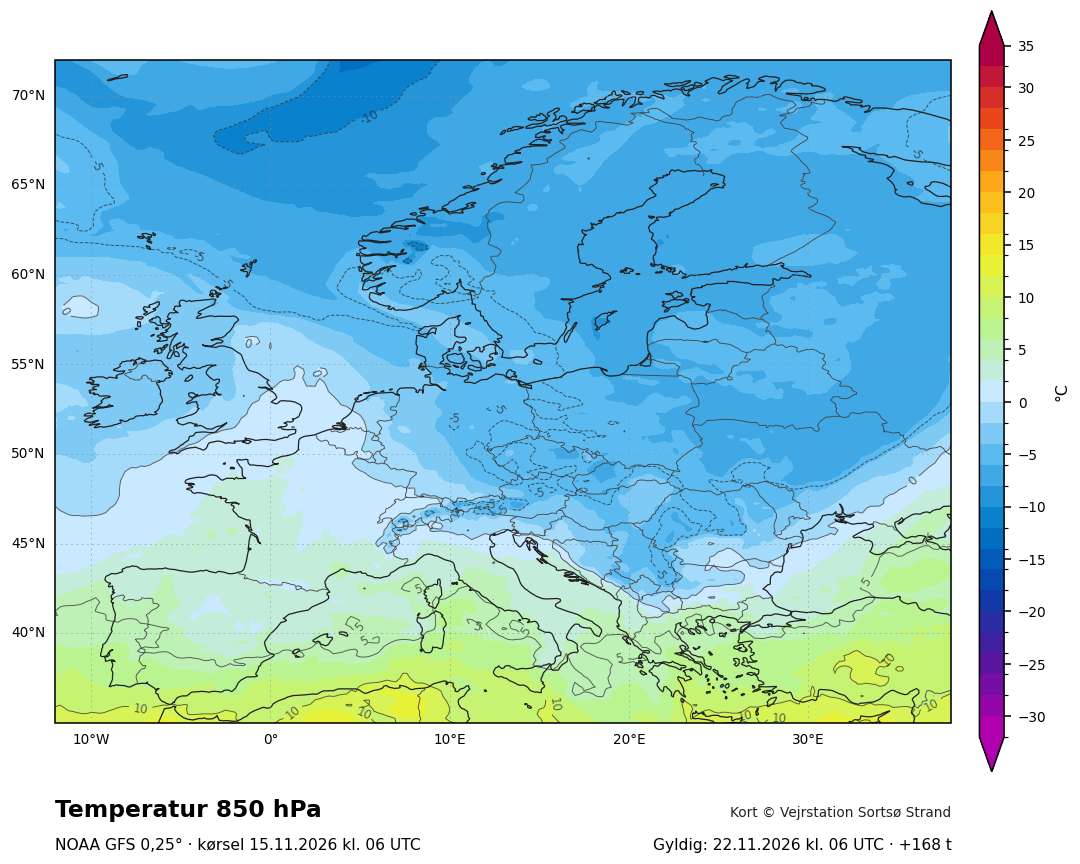 70°N
65°N
60°N
55°N
50°N
45°N
40°N
10°W
0°
10°E
20°E
30°E
35
30
25
20
15
10
5
0
−5
−10
−15
−20
−25
−30
°C
Temperatur 850 hPa
Kort © Vejrstation Sortsø Strand
NOAA GFS 0,25° · kørsel 15.11.2026 kl. 06 UTC
Gyldig: 22.11.2026 kl. 06 UTC · +168 t